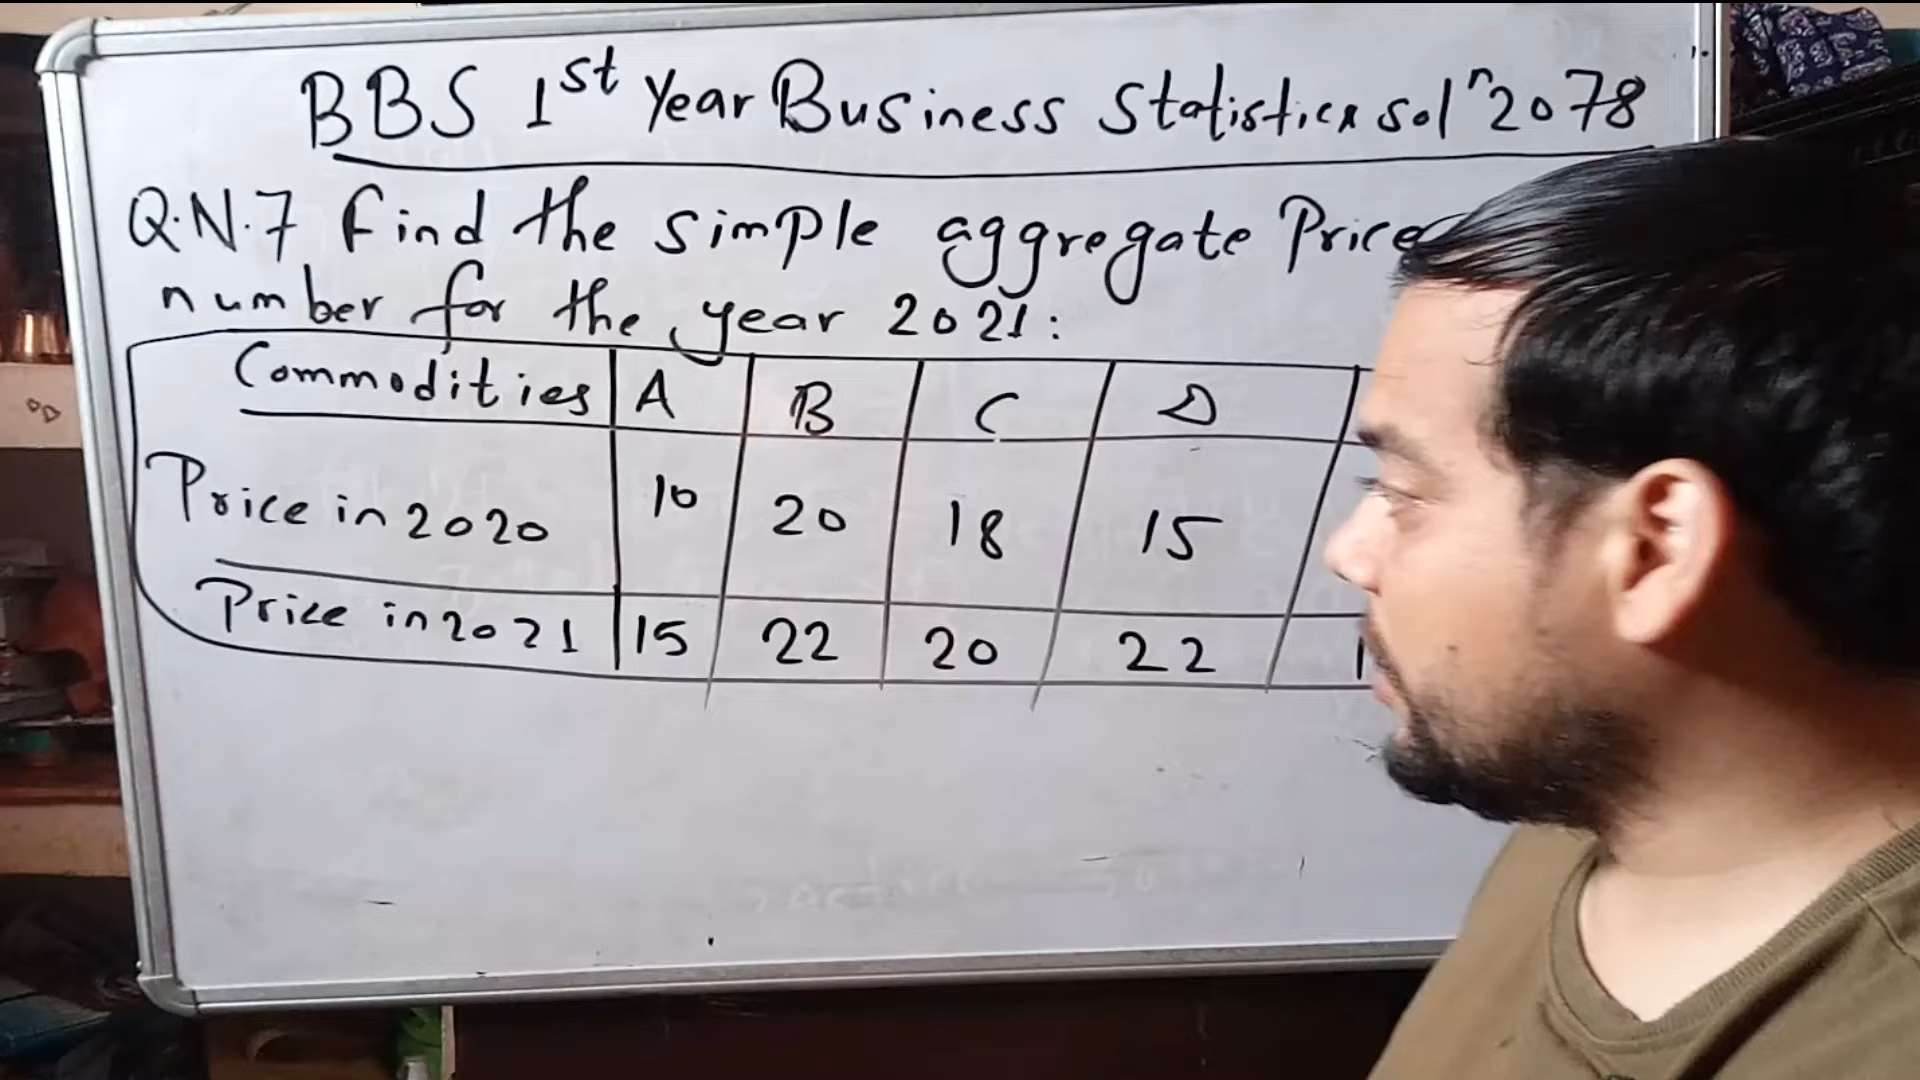 BBS 1st Year Business Statistics solⁿ 2078
Q.N.7 Find the simple aggregate Price
number for the year 2021:
Commodities A B C D
Price in 2020 10 20 18 15
Price in 2021 15 22 20 22